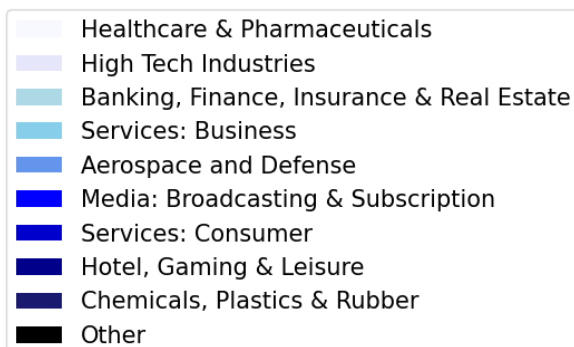 Healthcare & Pharmaceuticals
High Tech Industries
Banking, Finance, Insurance & Real Estate
Services: Business
Aerospace and Defense
Media: Broadcasting & Subscription
Services: Consumer
Hotel, Gaming & Leisure
Chemicals, Plastics & Rubber
Other